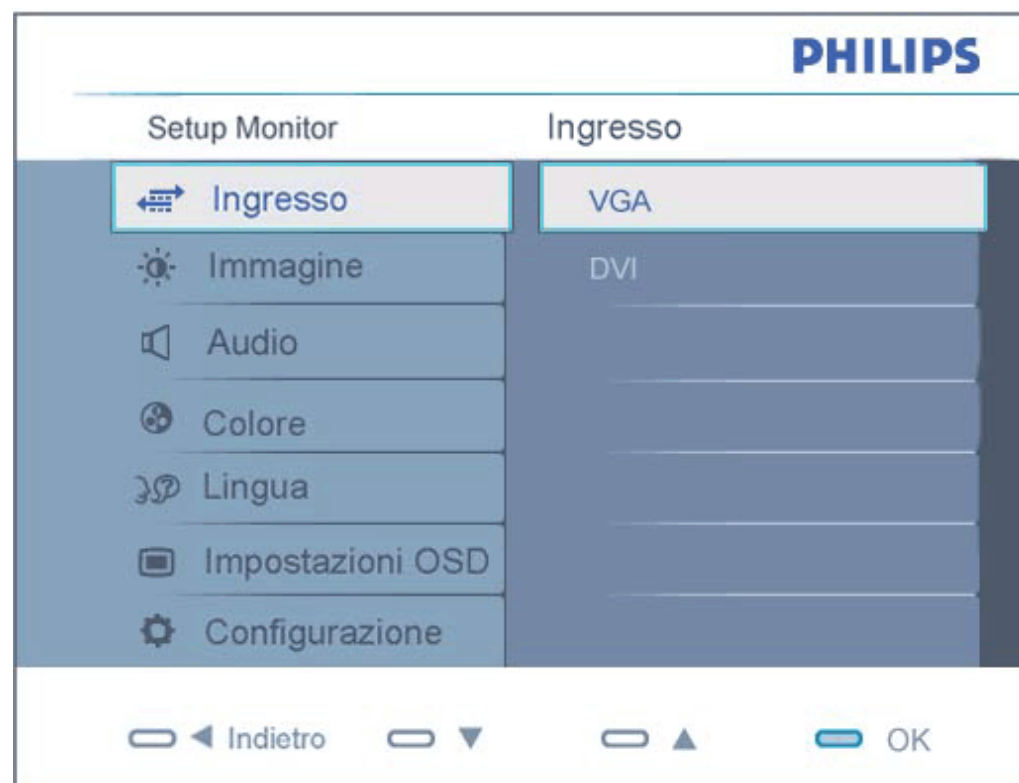 PHILIPS
Setup Monitor
Ingresso
Ingresso
VGA
Immagine
DVI
Audio
Colore
Lingua
Impostazioni OSD
Configurazione
Indietro
OK